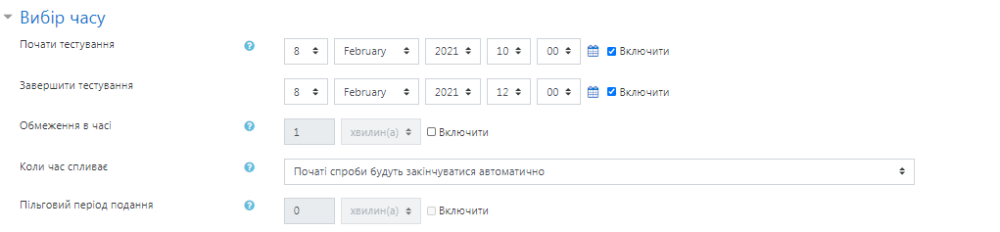 Вибір часу
Почати тестування 8 February 2021 10 00 Включити
Завершити тестування 8 February 2021 12 00 Включити
Обмеження в часі 1 хвилин(а) Включити
Коли час спливає Початі спроби будуть закінчуватися автоматично
Пільговий період подання 0 хвилин(а) Включити